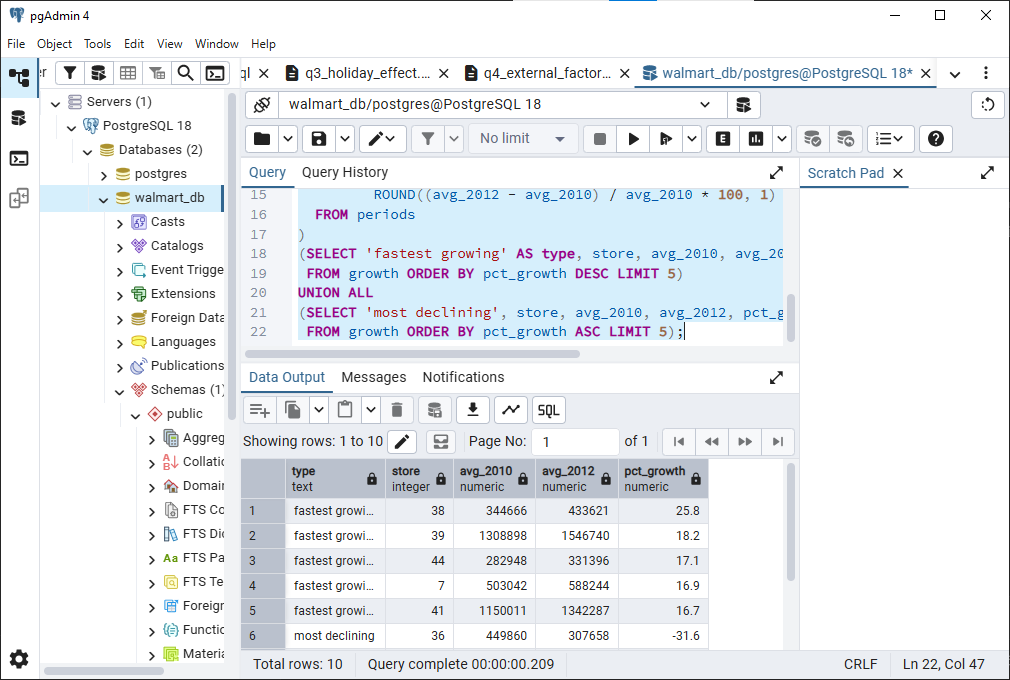 pgAdmin 4
File Object Tools Edit View Window Help
er
ql
q3_holiday_effect....
q4_external_factor...
walmart_db/postgres@PostgreSQL 18*
Servers (1)
PostgreSQL 18
Databases (2)
postgres
walmart_db
Casts
Catalogs
Event Trigge
Extensions
Foreign Data
Languages
Publications
Schemas (1)
public
Aggreg
Collatio
Domain
FTS Co
FTS Dic
FTS Pa
FTS Te
Foreign
Functio
Materia
walmart_db/postgres@PostgreSQL 18
No limit
E
Query Query History
Scratch Pad
15 ROUND((avg_2012 - avg_2010) / avg_2010 * 100, 1)
16 FROM periods
17 )
18 (SELECT 'fastest growing' AS type, store, avg_2010, avg_20
19 FROM growth ORDER BY pct_growth DESC LIMIT 5)
20 UNION ALL
21 (SELECT 'most declining', store, avg_2010, avg_2012, pct_g
22 FROM growth ORDER BY pct_growth ASC LIMIT 5);
Data Output Messages Notifications
SQL
Showing rows: 1 to 10 Page No: 1 of 1
type store avg_2010 avg_2012 pct_growth
text integer numeric numeric numeric
1 fastest growi... 38 344666 433621 25.8
2 fastest growi... 39 1308898 1546740 18.2
3 fastest growi... 44 282948 331396 17.1
4 fastest growi... 7 503042 588244 16.9
5 fastest growi... 41 1150011 1342287 16.7
6 most declining 36 449860 307658 -31.6
Total rows: 10 Query complete 00:00:00.209 CRLF Ln 22, Col 47